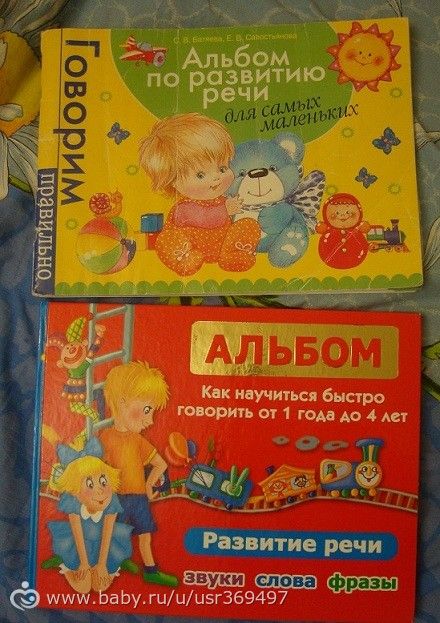 С. В. Батяева, Е. В. Савостьянова
Альбом
по развитию
речи
для самых
маленьких
Говорим
правильно
АЛЬБОМ
Как научиться быстро
говорить от 1 года до 4 лет
Развитие речи
звуки слова фразы
www.baby.ru/u/usr369497